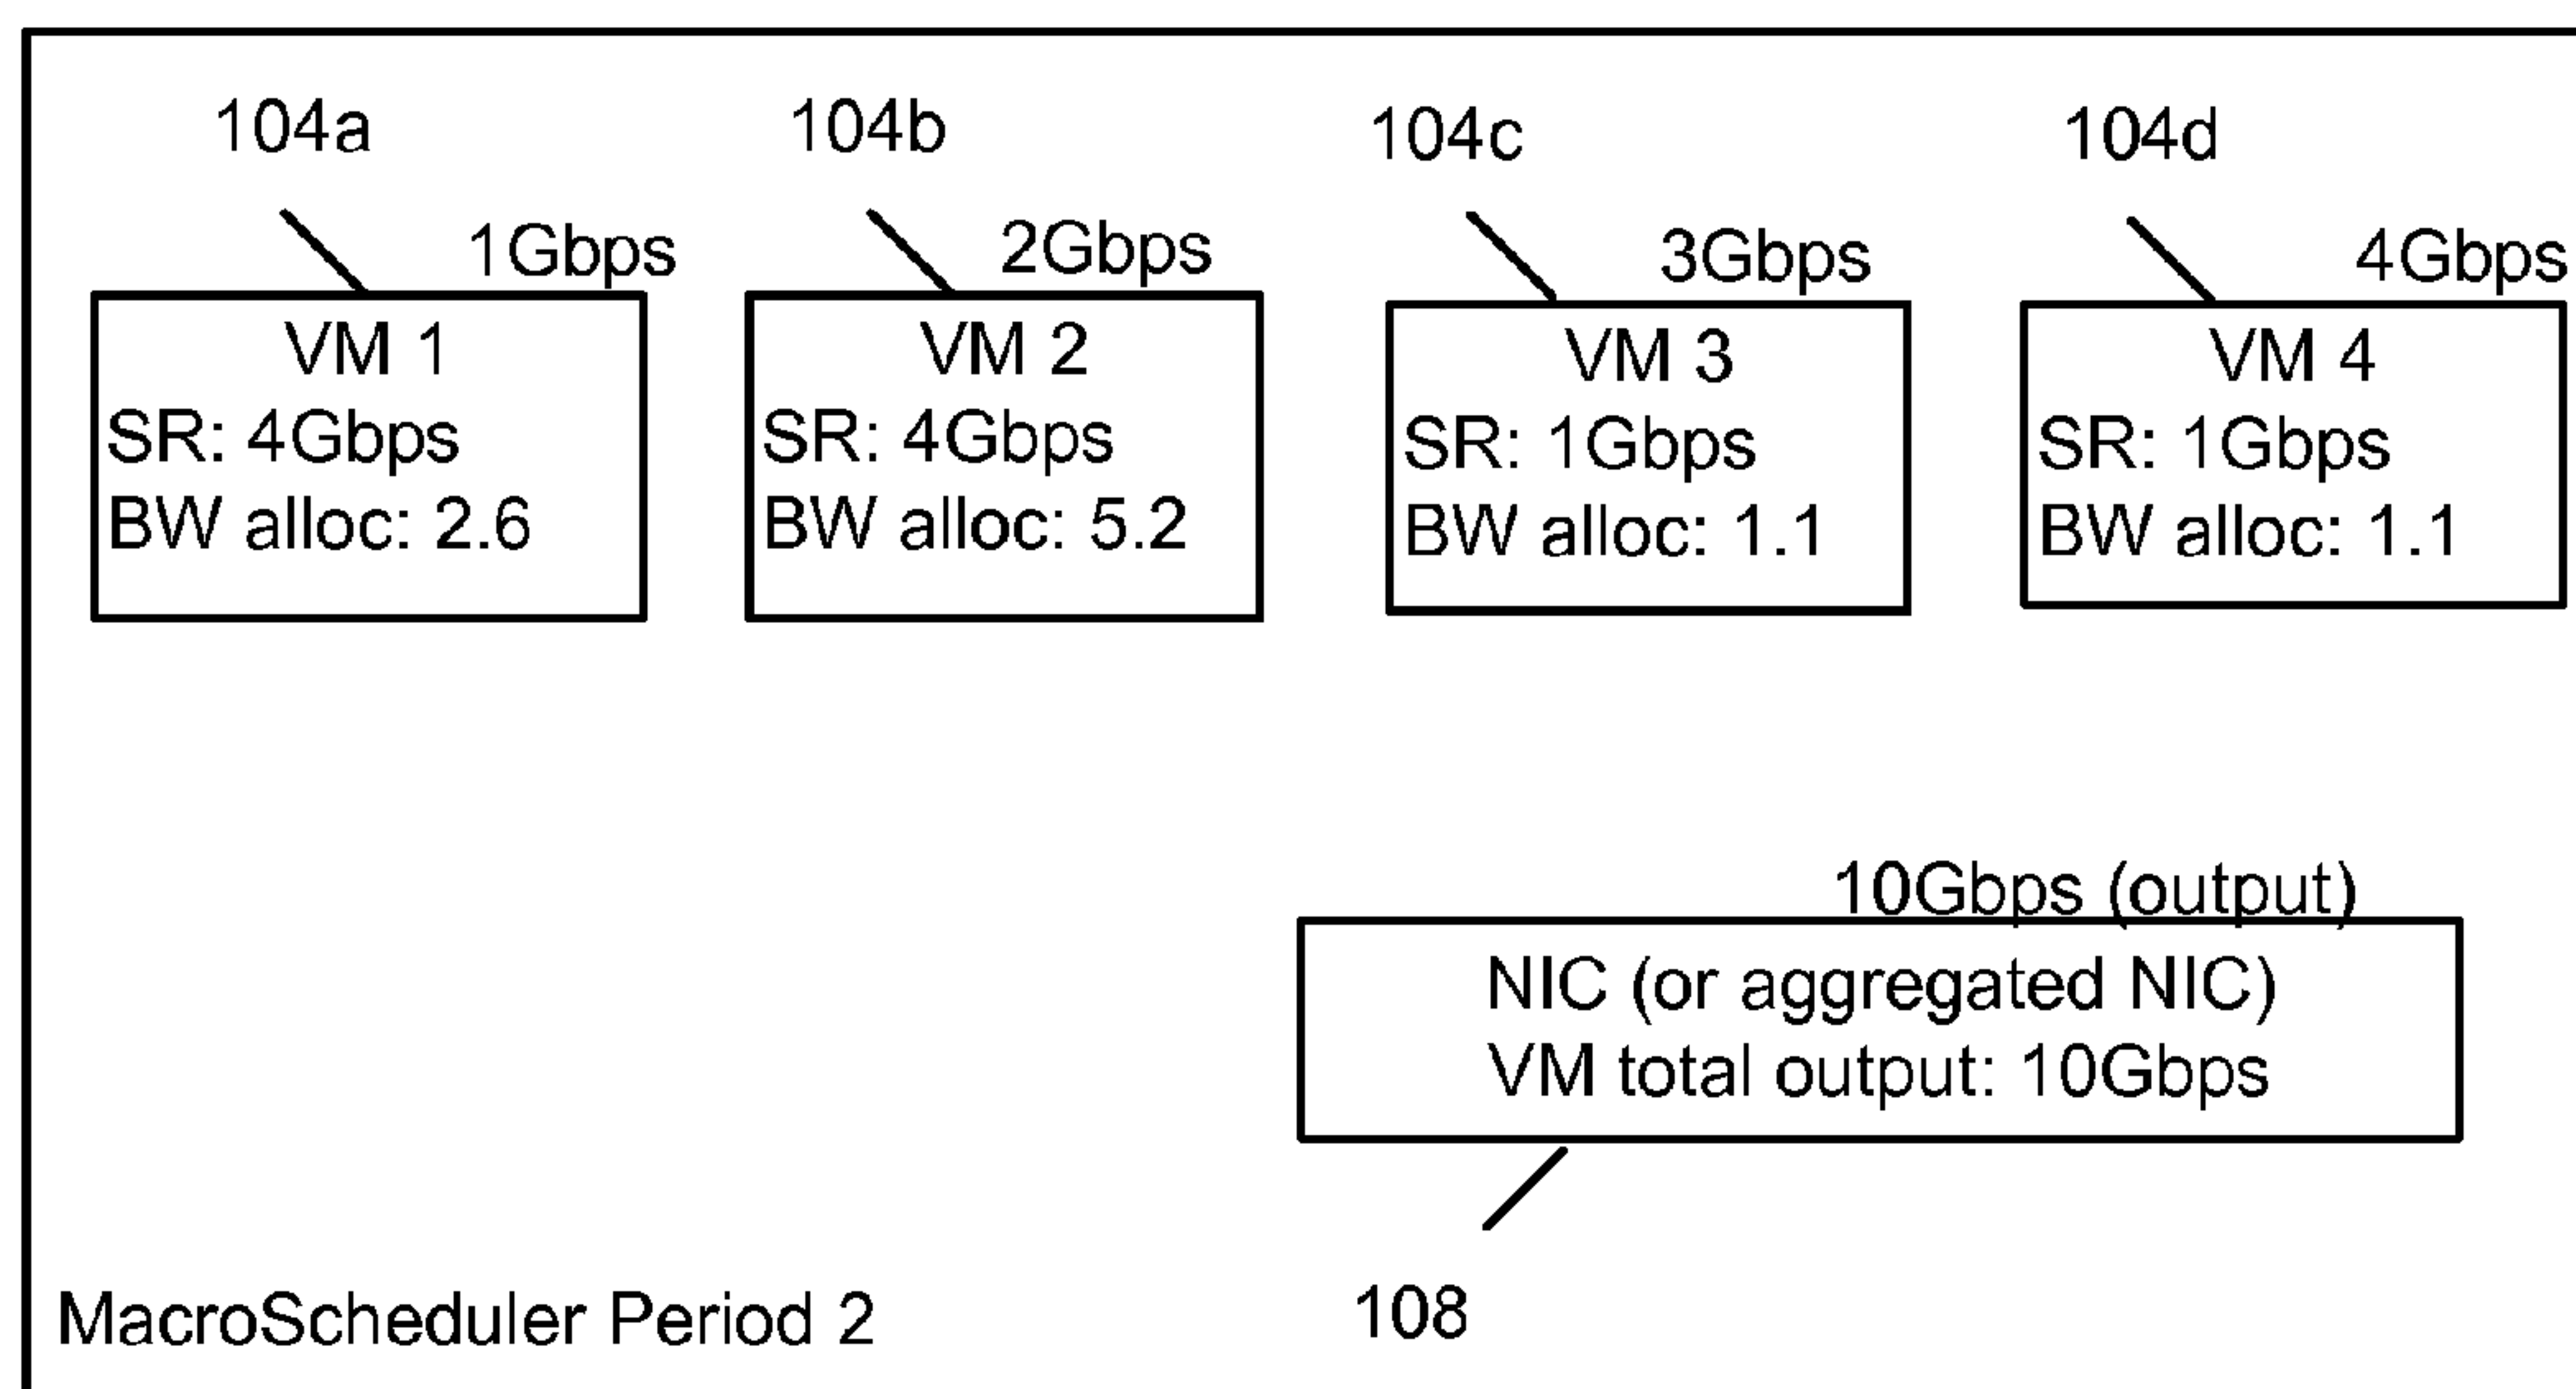 104a
104b
104c
104d
1Gbps
2Gbps
3Gbps
4Gbps
VM 1
SR: 4Gbps
BW alloc: 2.6
VM 2
SR: 4Gbps
BW alloc: 5.2
VM 3
SR: 1Gbps
BW alloc: 1.1
VM 4
SR: 1Gbps
BW alloc: 1.1
10Gbps (output)
NIC (or aggregated NIC)
VM total output: 10Gbps
108
MacroScheduler Period 2